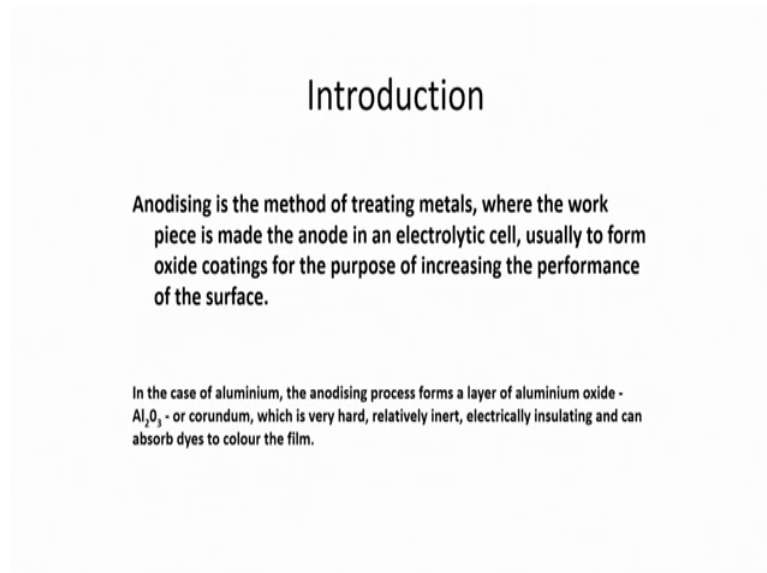 Introduction
Anodising is the method of treating metals, where the work
piece is made the anode in an electrolytic cell, usually to form
oxide coatings for the purpose of increasing the performance
of the surface.
In the case of aluminium, the anodising process forms a layer of aluminium oxide -
Al₂0₃ - or corundum, which is very hard, relatively inert, electrically insulating and can
absorb dyes to colour the film.